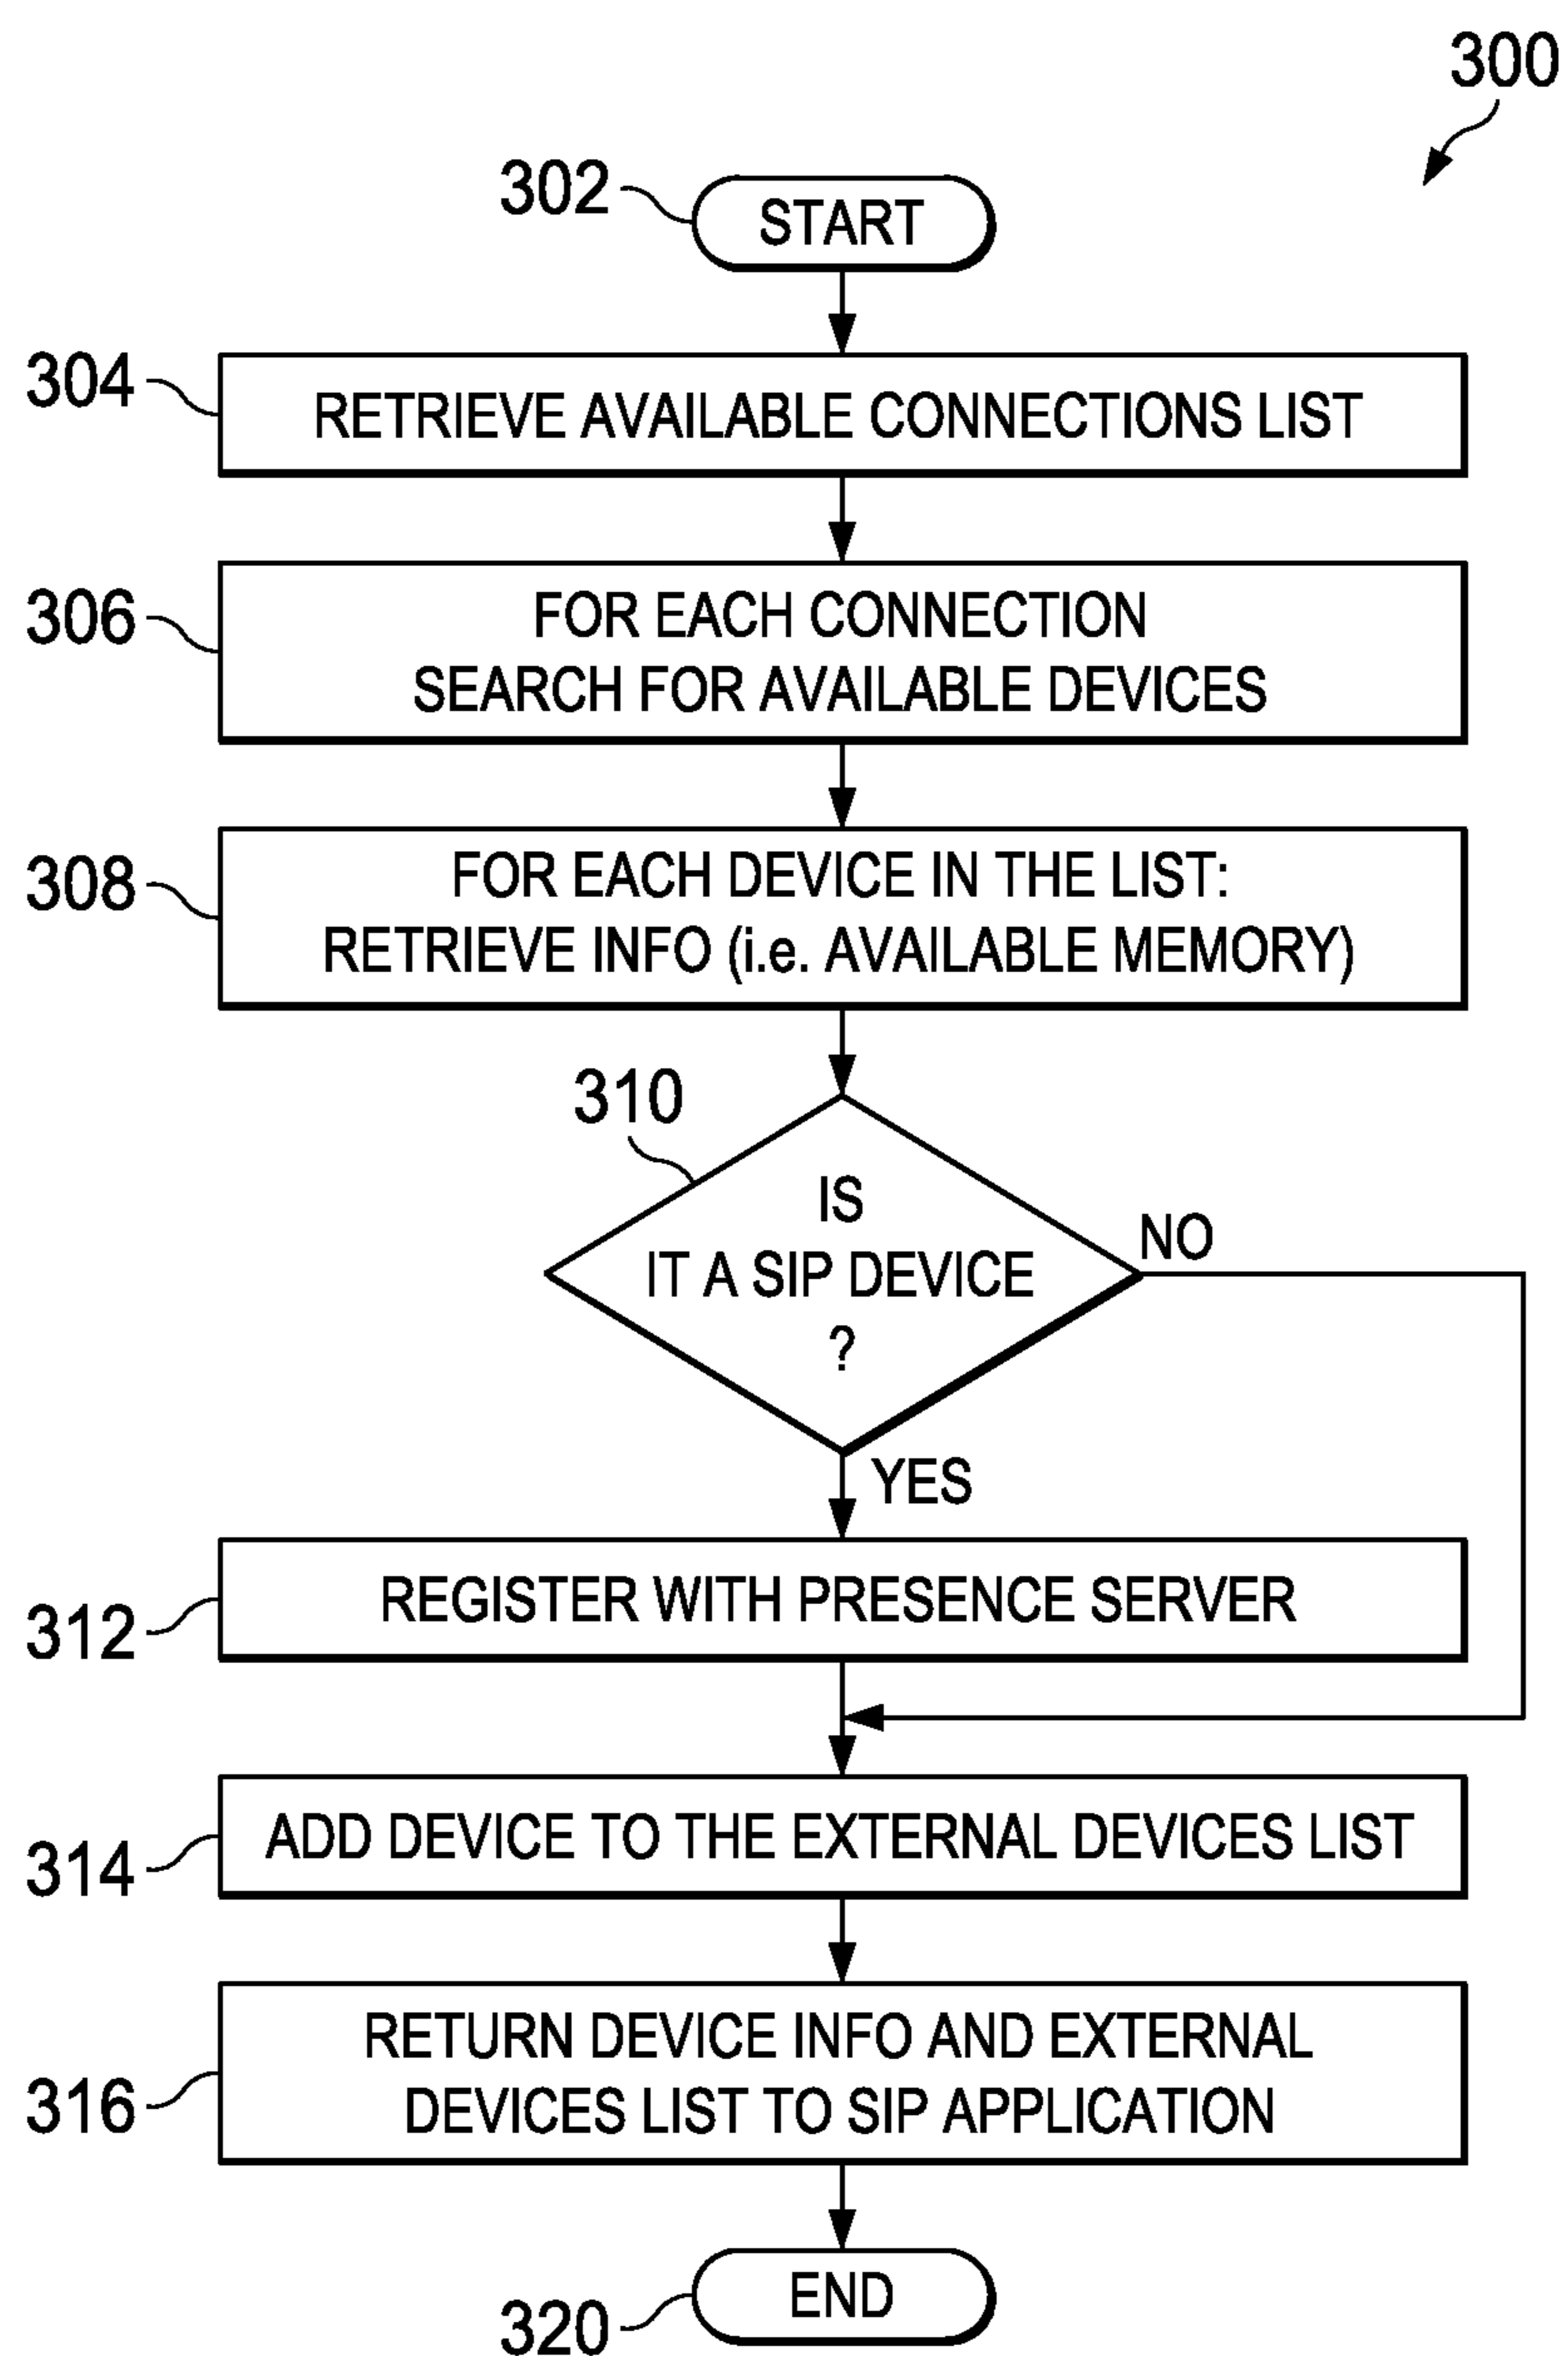 300
302
START
304
RETRIEVE AVAILABLE CONNECTIONS LIST
306
FOR EACH CONNECTION
SEARCH FOR AVAILABLE DEVICES
308
FOR EACH DEVICE IN THE LIST:
RETRIEVE INFO (i.e. AVAILABLE MEMORY)
310
IS
IT A SIP DEVICE
?
NO
YES
312
REGISTER WITH PRESENCE SERVER
314
ADD DEVICE TO THE EXTERNAL DEVICES LIST
316
RETURN DEVICE INFO AND EXTERNAL
DEVICES LIST TO SIP APPLICATION
320
END